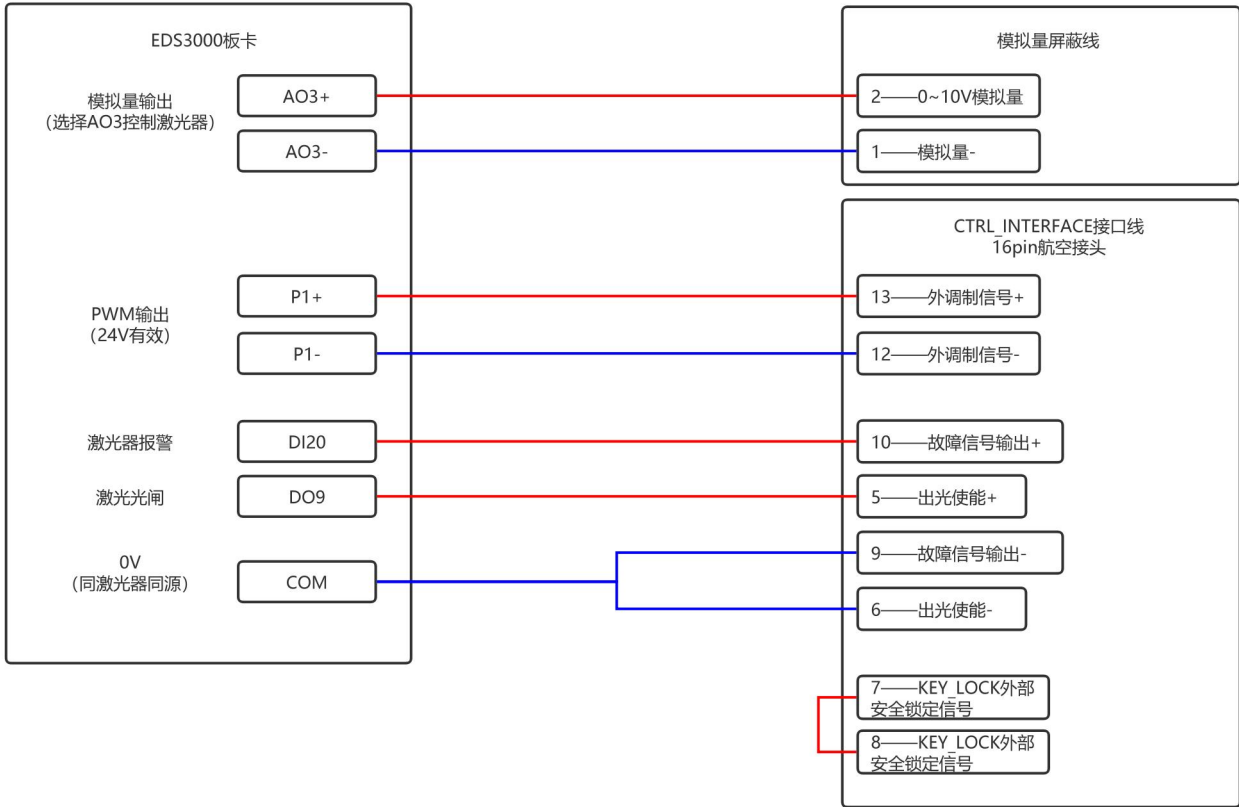 EDS3000板卡
模拟量输出
（选择AO3控制激光器）
AO3+
AO3-
PWM输出
（24V有效）
P1+
P1-
激光器报警
DI20
激光光闸
DO9
0V
（同激光器同源）
COM
模拟量屏蔽线
2——0~10V模拟量
1——模拟量-
CTRL_INTERFACE接口线
16pin航空接头
13——外调制信号+
12——外调制信号-
10——故障信号输出+
5——出光使能+
9——故障信号输出-
6——出光使能-
7——KEY_LOCK外部
安全锁定信号
8——KEY_LOCK外部
安全锁定信号